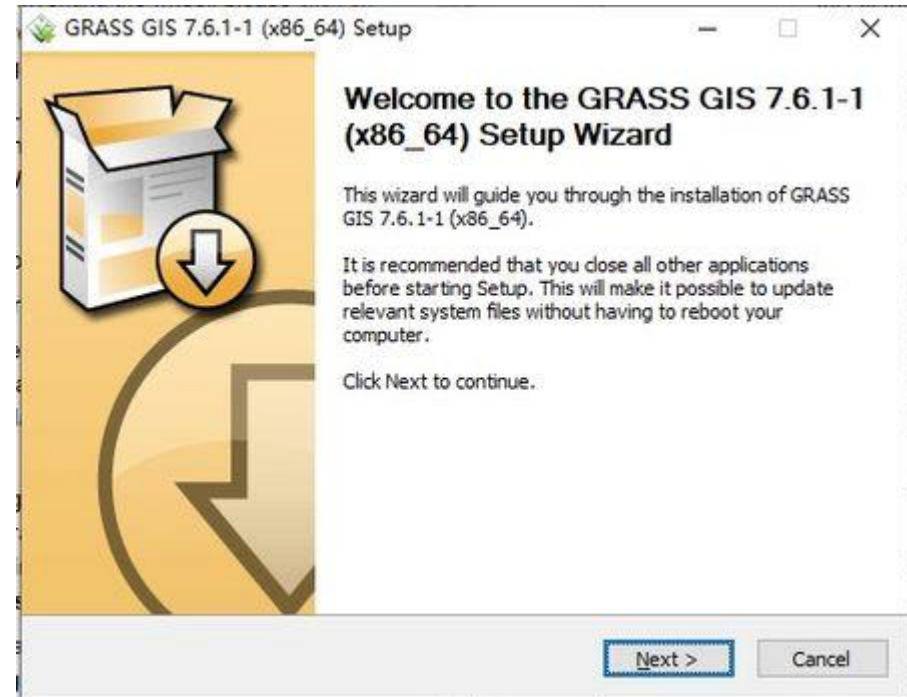 GRASS GIS 7.6.1-1 (x86_64) Setup
Welcome to the GRASS GIS 7.6.1-1
(x86_64) Setup Wizard
This wizard will guide you through the installation of GRASS
GIS 7.6.1-1 (x86_64).
It is recommended that you close all other applications
before starting Setup. This will make it possible to update
relevant system files without having to reboot your
computer.
Click Next to continue.
Next >
Cancel